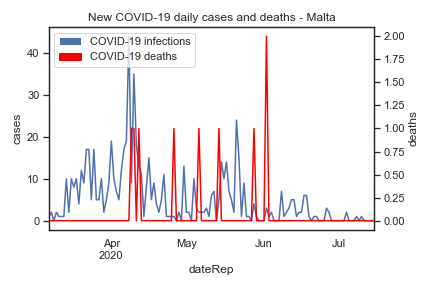 New COVID-19 daily cases and deaths - Malta
COVID-19 infections
COVID-19 deaths
40
30
20
10
0
cases
2.00
1.75
1.50
1.25
1.00
0.75
0.50
0.25
0.00
deaths
Apr
2020
May
Jun
Jul
dateRep